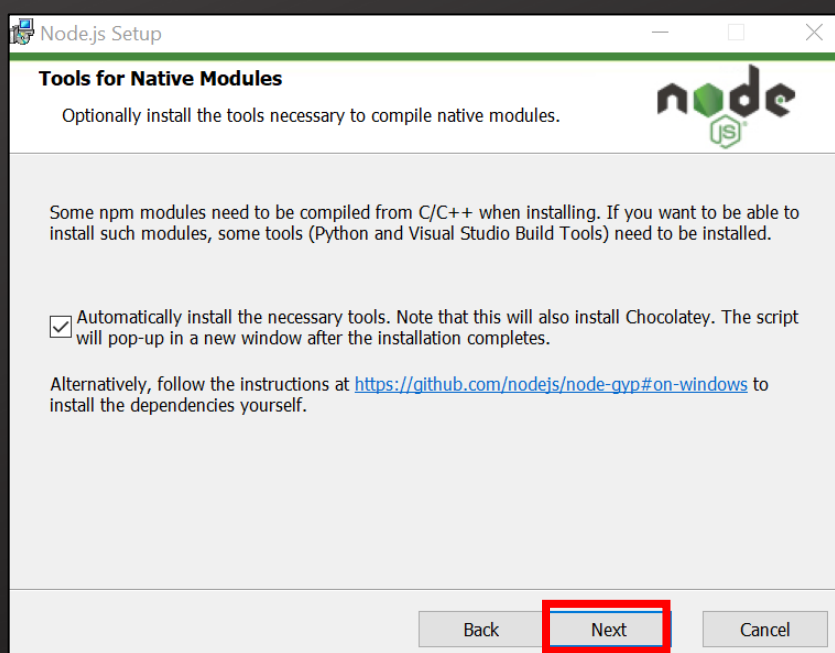 Node.js Setup
Tools for Native Modules
Optionally install the tools necessary to compile native modules.
node
JS
Some npm modules need to be compiled from C/C++ when installing. If you want to be able to
install such modules, some tools (Python and Visual Studio Build Tools) need to be installed.
Automatically install the necessary tools. Note that this will also install Chocolatey. The script
will pop-up in a new window after the installation completes.
Alternatively, follow the instructions at https://github.com/nodejs/node-gyp#on-windows to
install the dependencies yourself.
Back Next Cancel